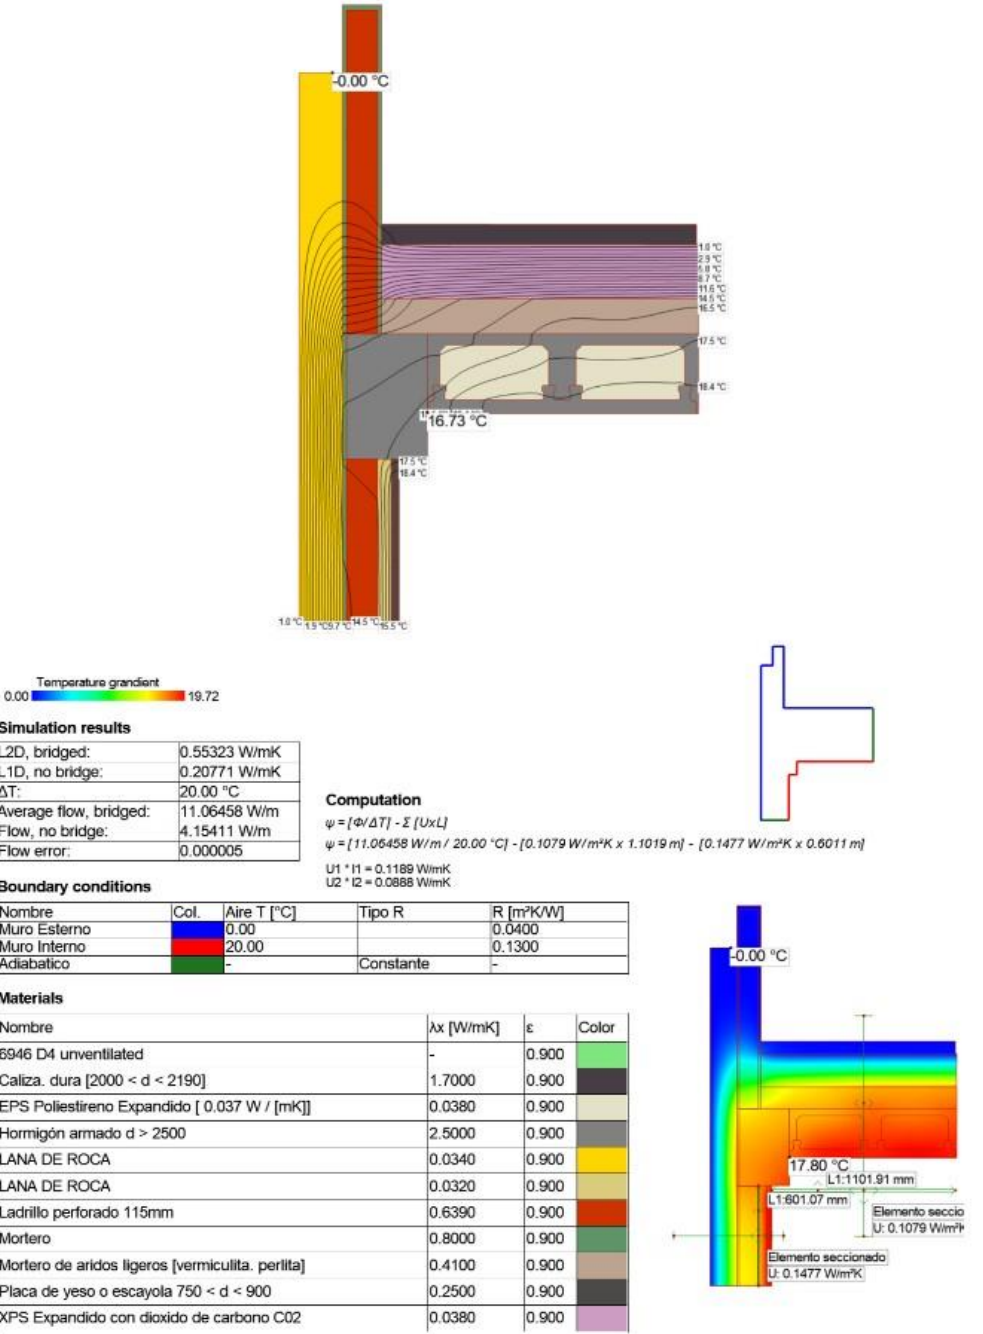 -0.00 °C
1.0 °C
2.9 °C
5.8 °C
8.7 °C
11.6 °C
14.5 °C
16.5 °C
17.5 °C
18.4 °C
16.73 °C
17.5 °C
18.4 °C
1.0 °C 1.9 °C 9.7 °C 14.5 °C 15.5 °C
Temperature grandient
0.00 19.72
Simulation results
L2D, bridged: 0.55323 W/mK
L1D, no bridge: 0.20771 W/mK
ΔT: 20.00 °C
Average flow, bridged: 11.06458 W/m
Flow, no bridge: 4.15411 W/m
Flow error: 0.000005
Computation
ψ = [Φ/ΔT] - Σ [UxL]
ψ = [11.06458 W/m / 20.00 °C] - [0.1079 W/m²K x 1.1019 m] - [0.1477 W/m²K x 0.6011 m]
U1 * l1 = 0.1189 W/mK
U2 * l2 = 0.0888 W/mK
Boundary conditions
Nombre Col. Aire T [°C] Tipo R R [m²K/W]
Muro Esterno 0.00 0.0400
Muro Interno 20.00 0.1300
Adiabatico - Constante -
Materials
Nombre λx [W/mK] ε Color
6946 D4 unventilated - 0.900
Caliza. dura [2000 < d < 2190] 1.7000 0.900
EPS Poliestireno Expandido [ 0.037 W / [mK]] 0.0380 0.900
Hormigón armado d > 2500 2.5000 0.900
LANA DE ROCA 0.0340 0.900
LANA DE ROCA 0.0320 0.900
Ladrillo perforado 115mm 0.6390 0.900
Mortero 0.8000 0.900
Mortero de aridos ligeros [vermiculita. perlita] 0.4100 0.900
Placa de yeso o escayola 750 < d < 900 0.2500 0.900
XPS Expandido con dioxido de carbono C02 0.0380 0.900
-0.00 °C
17.80 °C
L1:1101.91 mm
L1:601.07 mm
Elemento seccio
U: 0.1079 W/m²K
Elemento seccionado
U: 0.1477 W/m²K